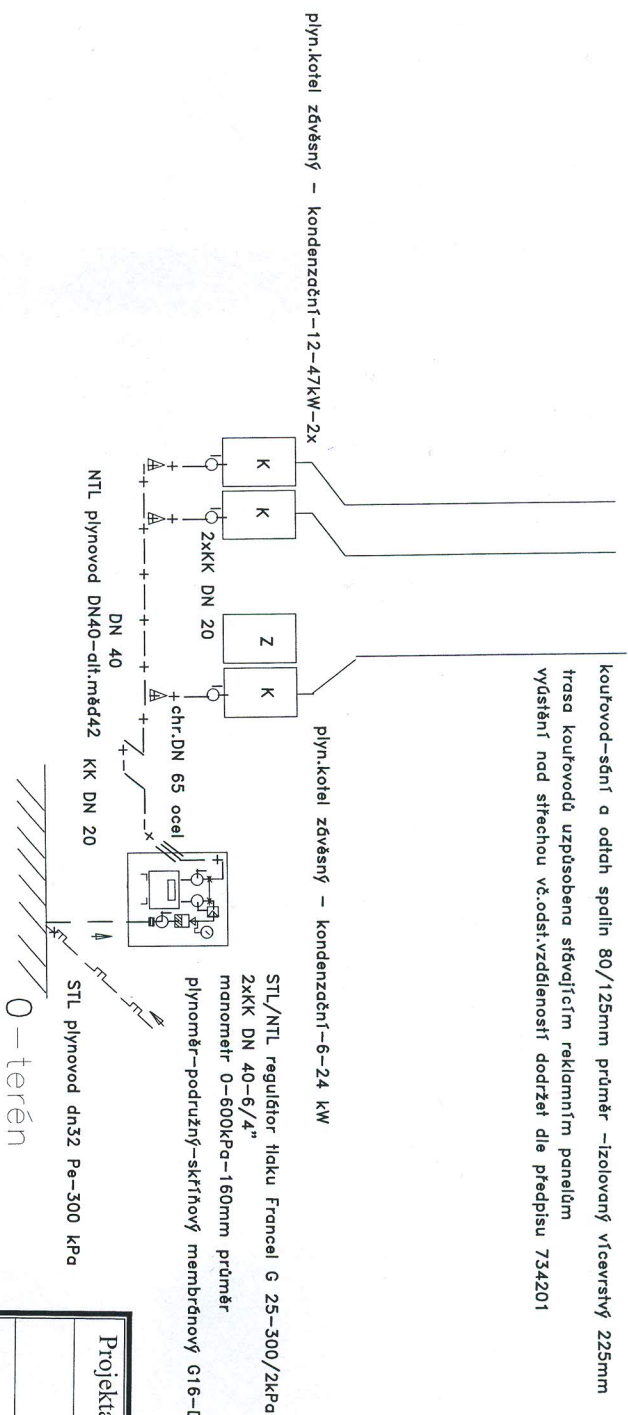 kouřovod-sání a odtah spalin 80/125mm průměr -izolovaný vícevrstvý 225mm
trasa kouřovodů uzpůsobena stávajícím reklamním panelům
vyústění nad střechou vč.odst.vzdáleností dodržet dle předpisu 734201
plyn.kotel závěsný - kondenzační-12-47kW-2x
plyn.kotel závěsný - kondenzační-6-24 kW
K
K
Z
K
2xKK DN 20
chr.DN 65 ocel
DN 40
NTL plynovod DN40-alt.měď42
KK DN 20
STL/NTL regulátor tlaku Francel G 25-300/2kPa
2xKK DN 40-6/4"
manometr 0-600kPa-160mm průměr
plynoměr-podružný-skříňový membránový G16-
STL plynovod dn32 Pe-300 kPa
0-terén